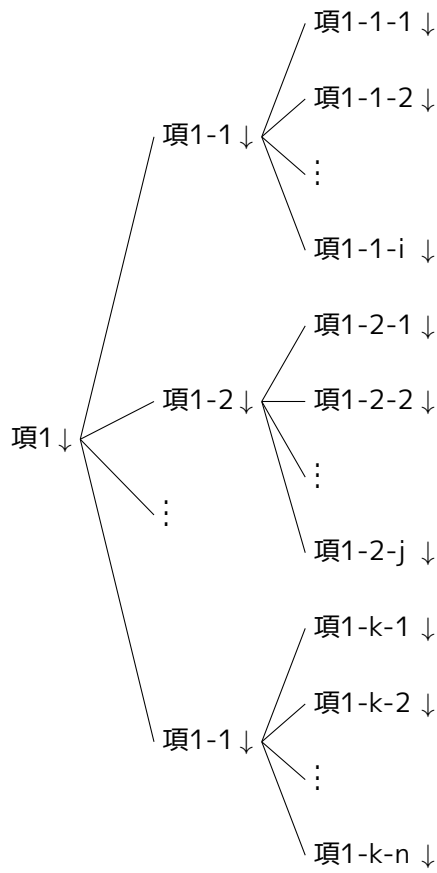 項1-1-1 ↓
項1-1-2 ↓
項1-1 ↓
⋮
項1-1-i ↓
項1-2-1 ↓
項1-2 ↓
項1-2-2 ↓
項1 ↓
⋮
⋮
項1-2-j ↓
項1-k-1 ↓
項1-k-2 ↓
項1-1 ↓
⋮
項1-k-n ↓